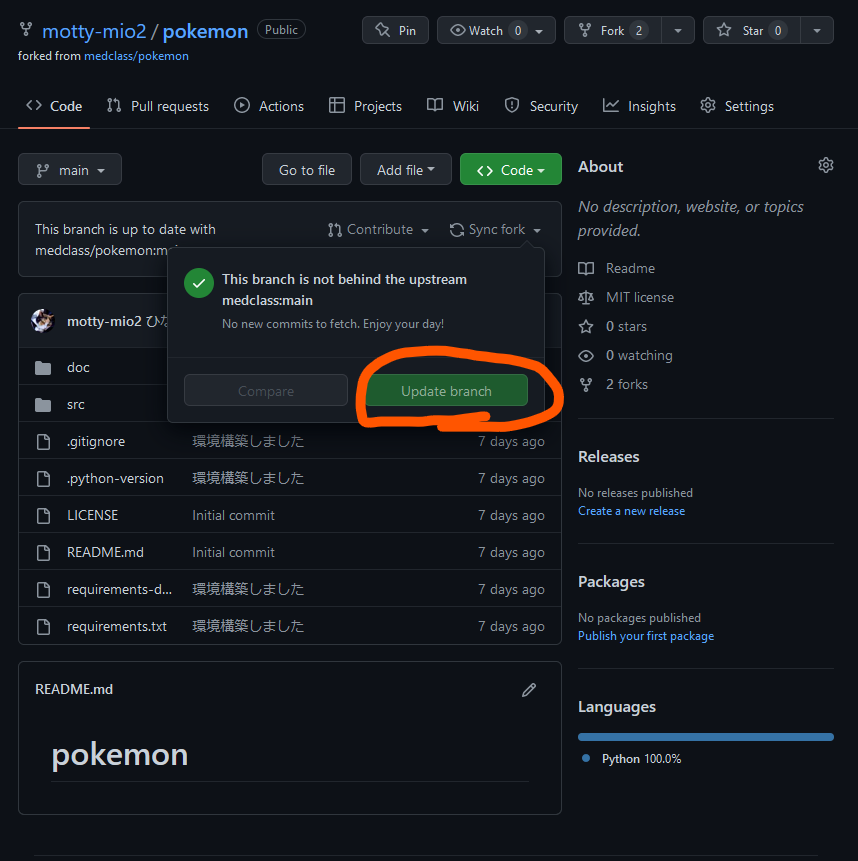 motty-mio2 / pokemon Public
Pin Watch 0 Fork 2 Star 0
forked from medclass/pokemon
Code Pull requests Actions Projects Wiki Security Insights Settings
main Go to file Add file Code
This branch is up to date with
medclass/pokemon:
Contribute Sync fork
This branch is not behind the upstream
medclass:main
No new commits to fetch. Enjoy your day!
Compare Update branch
motty-mio2
doc
src
.gitignore 環境構築しました 7 days ago
.python-version 環境構築しました 7 days ago
LICENSE Initial commit 7 days ago
README.md Initial commit 7 days ago
requirements-d... 環境構築しました 7 days ago
requirements.txt 環境構築しました 7 days ago
README.md
pokemon
About
No description, website, or topics
provided.
Readme
MIT license
0 stars
0 watching
2 forks
Releases
No releases published
Create a new release
Packages
No packages published
Publish your first package
Languages
Python 100.0%